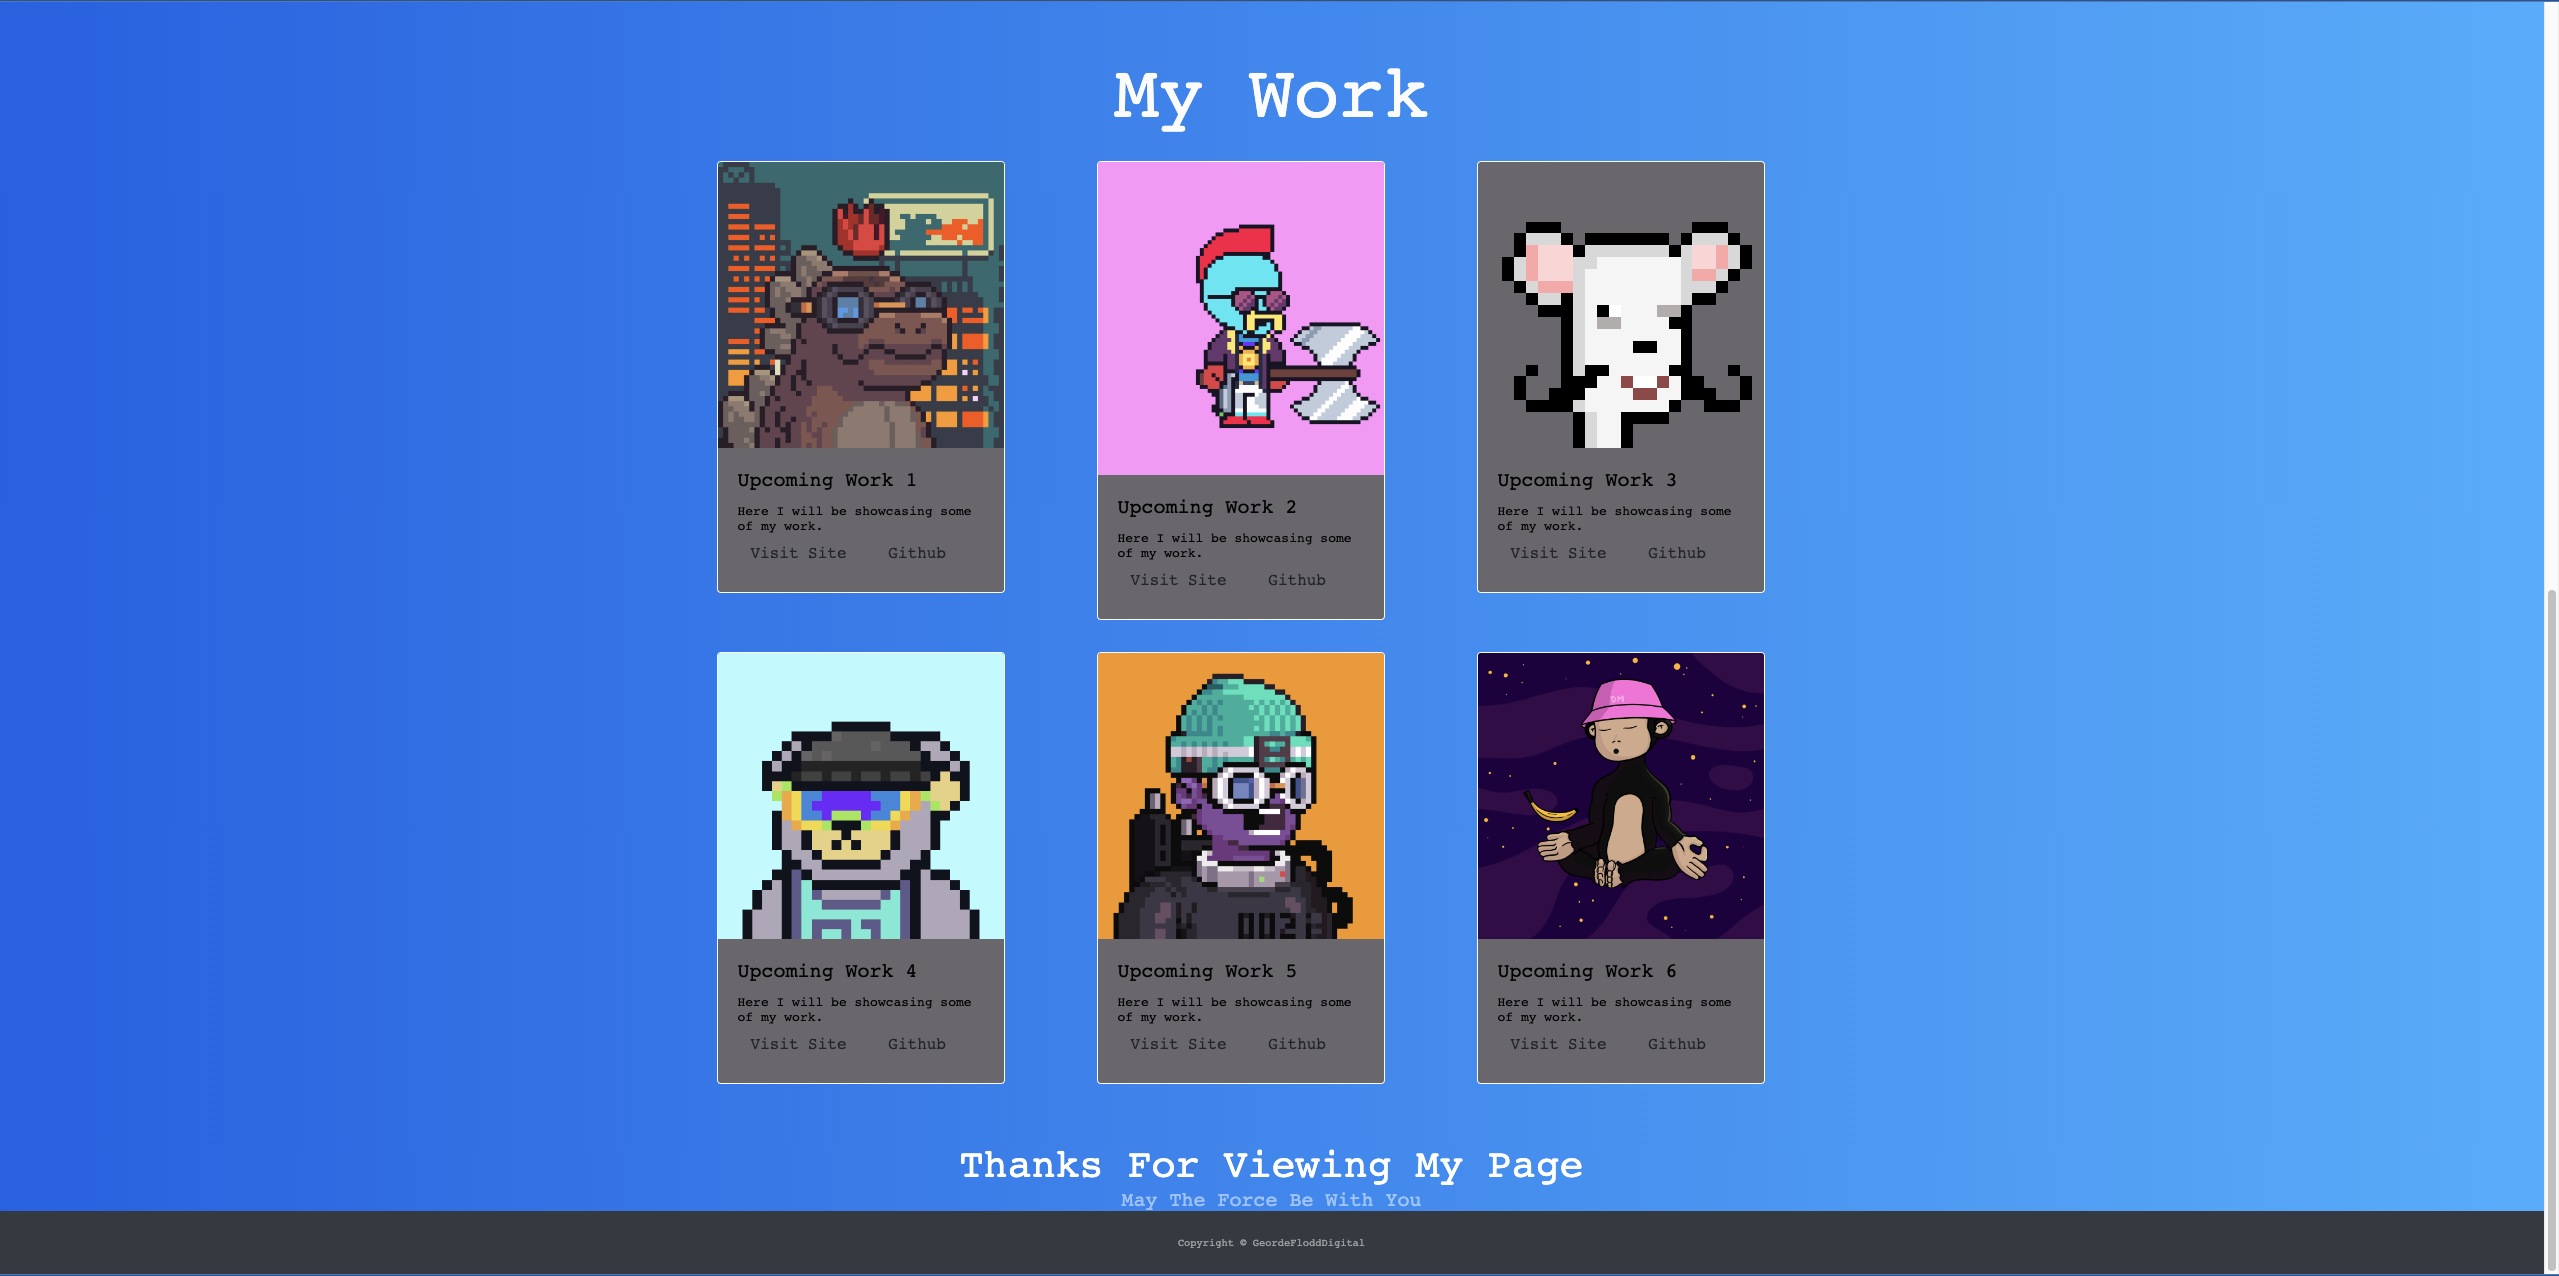 My Work
Upcoming Work 1
Here I will be showcasing some
of my work.
Visit Site Github
Upcoming Work 2
Here I will be showcasing some
of my work.
Visit Site Github
Upcoming Work 3
Here I will be showcasing some
of my work.
Visit Site Github
Upcoming Work 4
Here I will be showcasing some
of my work.
Visit Site Github
002
Upcoming Work 5
Here I will be showcasing some
of my work.
Visit Site Github
DM
Upcoming Work 6
Here I will be showcasing some
of my work.
Visit Site Github
Thanks For Viewing My Page
May The Force Be With You
Copyright © GeordeFloddDigital